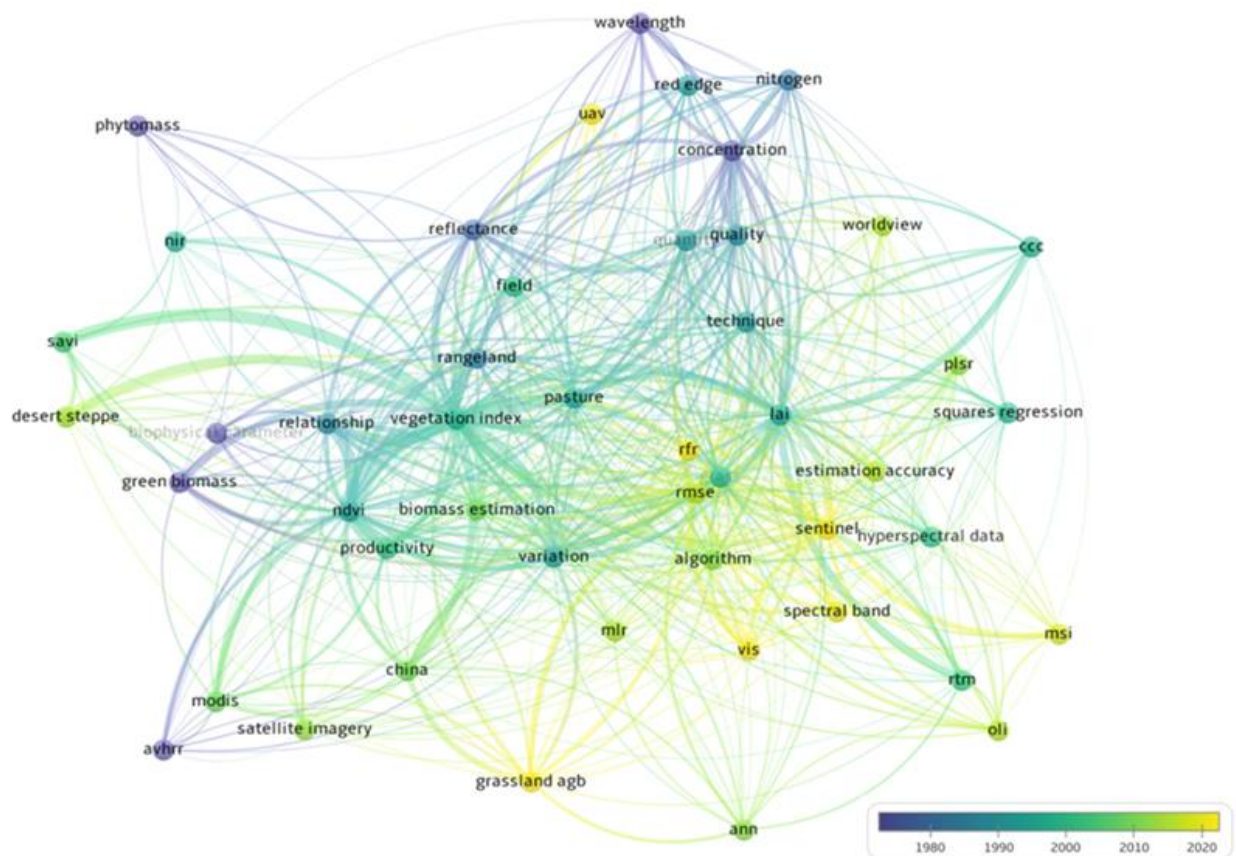 wavelength
red edge
nitrogen
uav
phytomass
concentration
worldview
reflectance
quality
quantity
nir
ccc
field
technique
savi
rangeland
plsr
pasture
desert steppe
relationship
vegetation index
lai
squares regression
biophysical parameter
rfr
estimation accuracy
green biomass
rmse
ndvi
biomass estimation
sentinel
hyperspectral data
productivity
variation
algorithm
spectral band
mlr
msi
vis
china
rtm
modis
satellite imagery
oli
avhrr
grassland agb
ann
1980 1990 2000 2010 2020